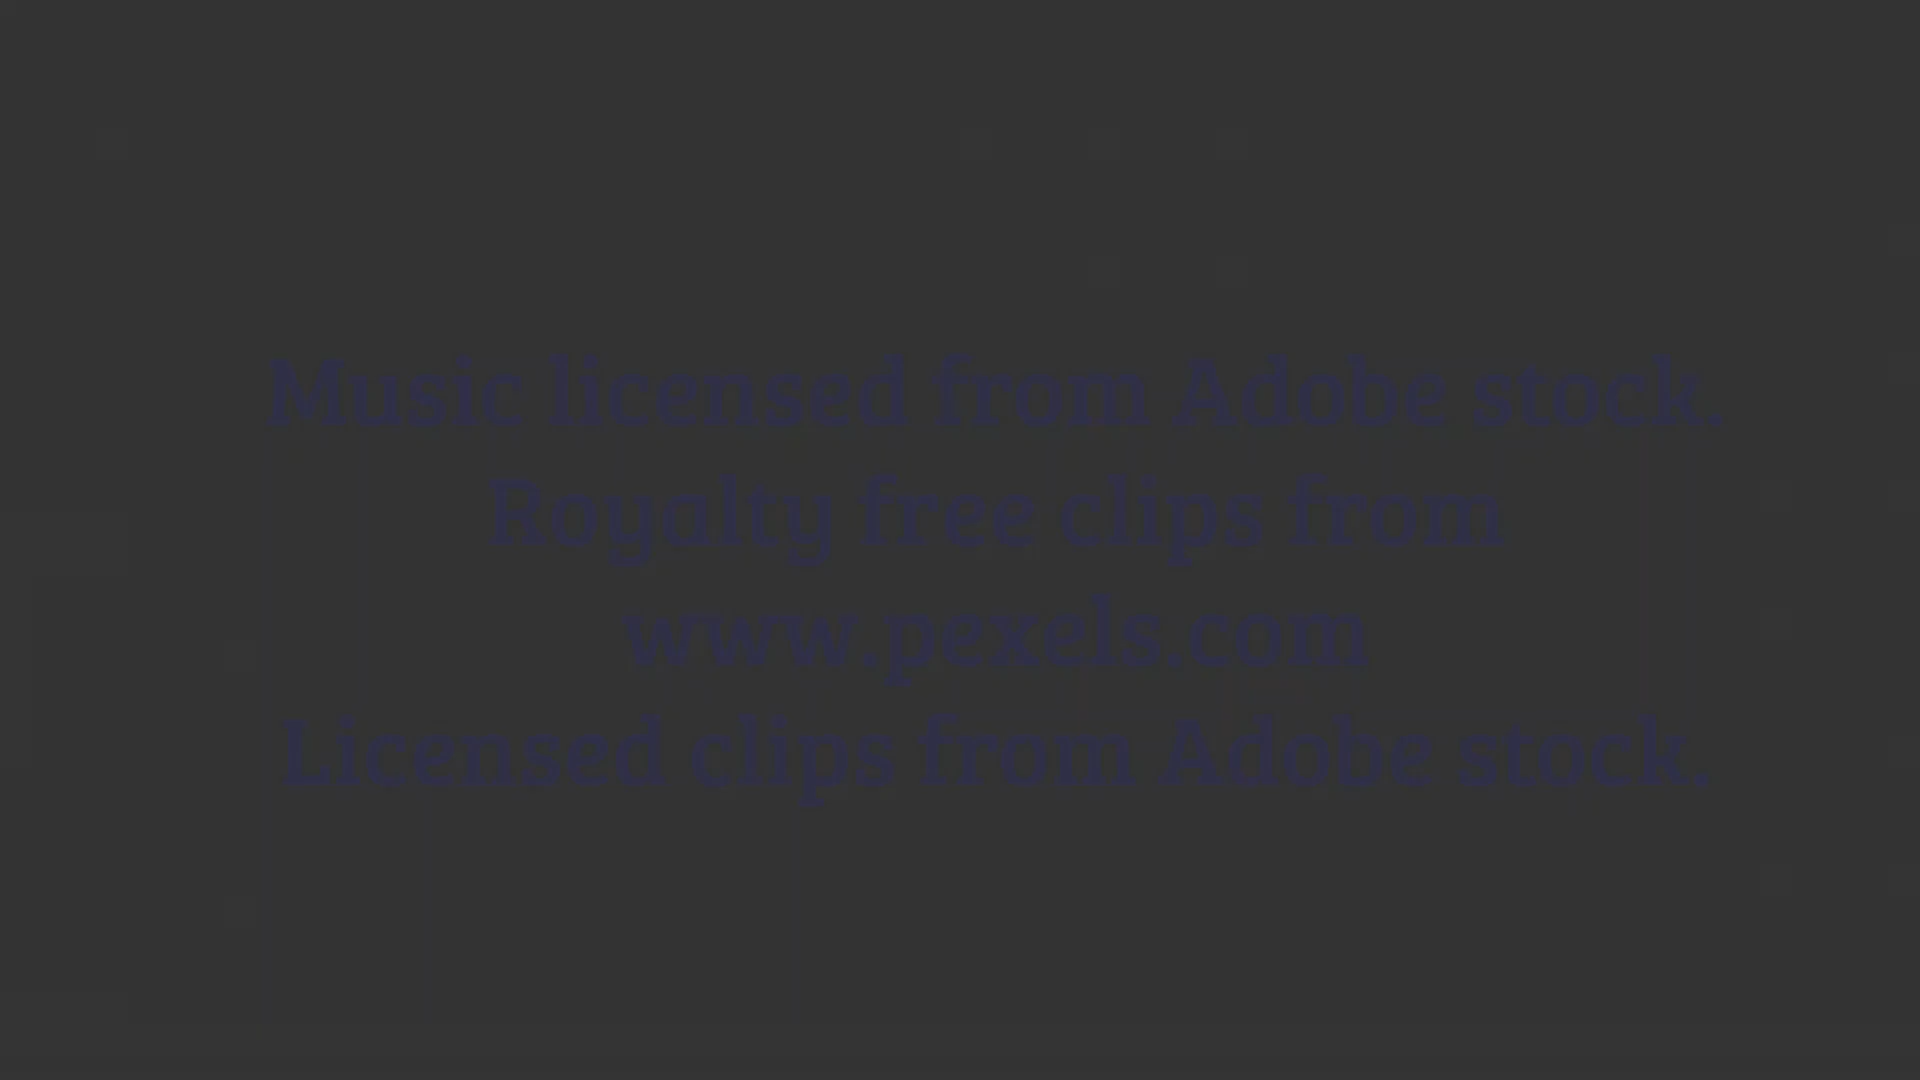 Music licensed from Adobe stock.
Royalty free clips from
www.pexels.com
Licensed clips from Adobe stock.